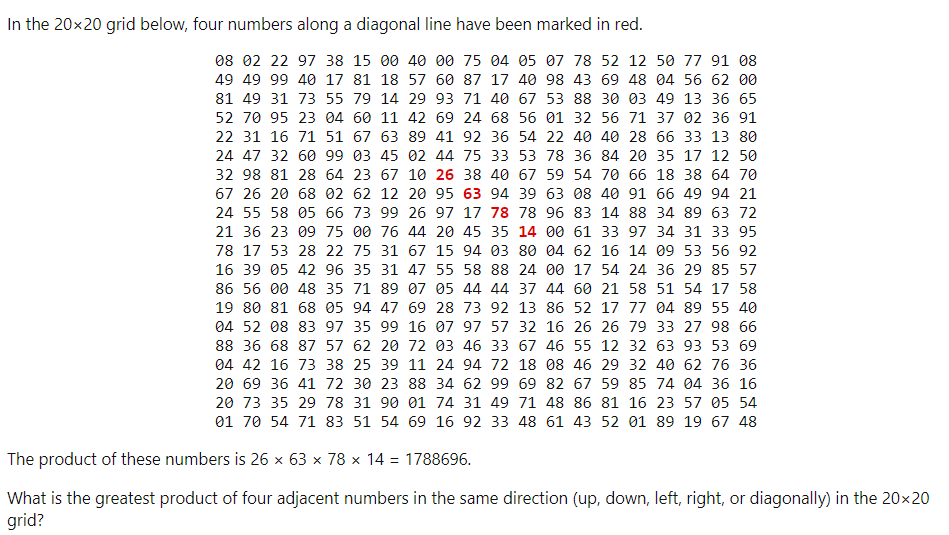 In the 20×20 grid below, four numbers along a diagonal line have been marked in red.
08 02 22 97 38 15 00 40 00 75 04 05 07 78 52 12 50 77 91 08
49 49 99 40 17 81 18 57 60 87 17 40 98 43 69 48 04 56 62 00
81 49 31 73 55 79 14 29 93 71 40 67 53 88 30 03 49 13 36 65
52 70 95 23 04 60 11 42 69 24 68 56 01 32 56 71 37 02 36 91
22 31 16 71 51 67 63 89 41 92 36 54 22 40 40 28 66 33 13 80
24 47 32 60 99 03 45 02 44 75 33 53 78 36 84 20 35 17 12 50
32 98 81 28 64 23 67 10 26 38 40 67 59 54 70 66 18 38 64 70
67 26 20 68 02 62 12 20 95 63 94 39 63 08 40 91 66 49 94 21
24 55 58 05 66 73 99 26 97 17 78 78 96 83 14 88 34 89 63 72
21 36 23 09 75 00 76 44 20 45 35 14 00 61 33 97 34 31 33 95
78 17 53 28 22 75 31 67 15 94 03 80 04 62 16 14 09 53 56 92
16 39 05 42 96 35 31 47 55 58 88 24 00 17 54 24 36 29 85 57
86 56 00 48 35 71 89 07 05 44 44 37 44 60 21 58 51 54 17 58
19 80 81 68 05 94 47 69 28 73 92 13 86 52 17 77 04 89 55 40
04 52 08 83 97 35 99 16 07 97 57 32 16 26 26 79 33 27 98 66
88 36 68 87 57 62 20 72 03 46 33 67 46 55 12 32 63 93 53 69
04 42 16 73 38 25 39 11 24 94 72 18 08 46 29 32 40 62 76 36
20 69 36 41 72 30 23 88 34 62 99 69 82 67 59 85 74 04 36 16
20 73 35 29 78 31 90 01 74 31 49 71 48 86 81 16 23 57 05 54
01 70 54 71 83 51 54 69 16 92 33 48 61 43 52 01 89 19 67 48
The product of these numbers is 26 × 63 × 78 × 14 = 1788696.
What is the greatest product of four adjacent numbers in the same direction (up, down, left, right, or diagonally) in the 20×20
grid?